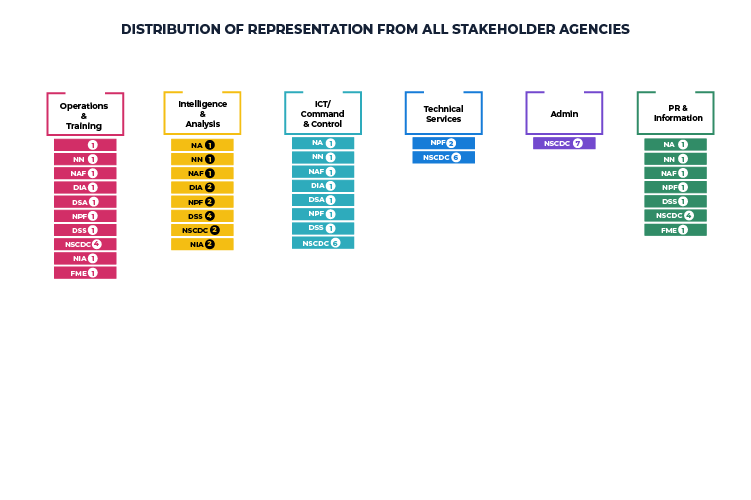 DISTRIBUTION OF REPRESENTATION FROM ALL STAKEHOLDER AGENCIES
Operations
&
Training
1
NN 1
NAF 1
DIA 1
DSA 1
NPF 1
DSS 1
NSCDC 4
NIA 1
FME 1
Intelligence
&
Analysis
NA 1
NN 1
NAF 1
DIA 2
NPF 2
DSS 4
NSCDC 2
NIA 2
ICT/
Command
& Control
NA 1
NN 1
NAF 1
DIA 1
DSA 1
NPF 1
DSS 1
NSCDC 6
Technical
Services
NPF 2
NSCDC 6
Admin
NSCDC 7
PR &
Information
NA 1
NN 1
NAF 1
NPF 1
DSS 1
NSCDC 4
FME 1